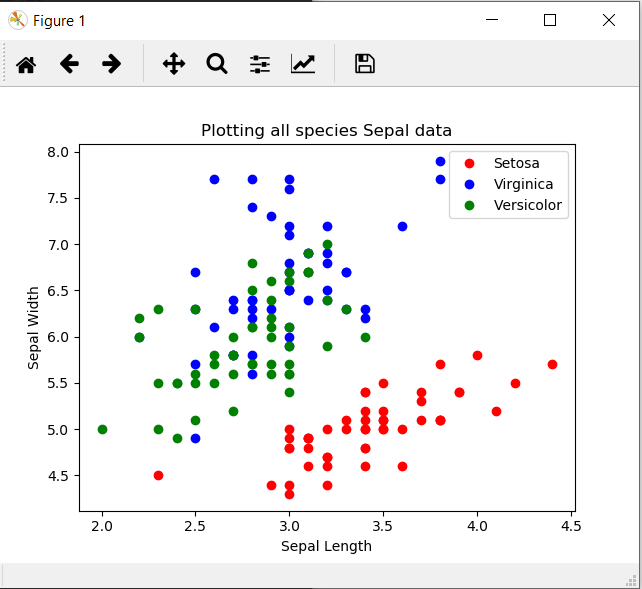 Figure 1
Plotting all species Sepal data
8.0
7.5
7.0
6.5
6.0
5.5
5.0
4.5
Sepal Width
Setosa
Virginica
Versicolor
2.0 2.5 3.0 3.5 4.0 4.5
Sepal Length